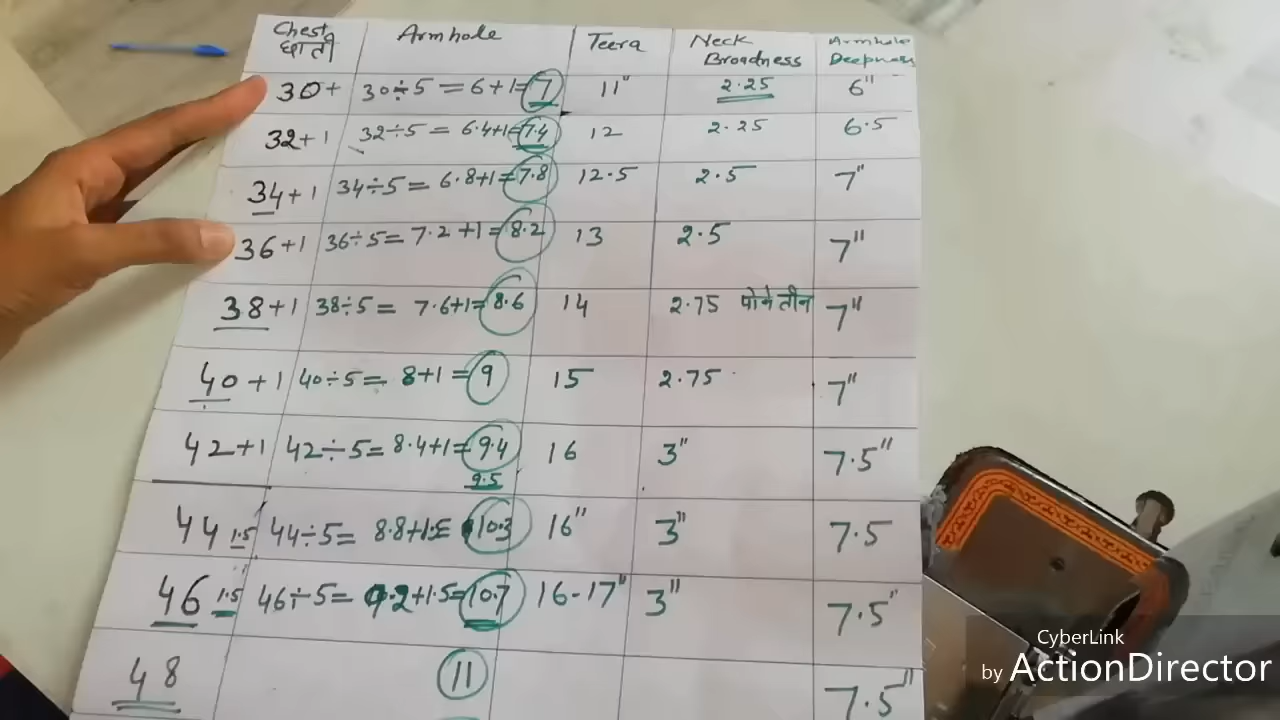 Chest Armhole Teera Neck Armhole
छाती Broadness Deepness
30+ 30÷5 = 6+1=7 11" 2.25 6"
32+1 32÷5 = 6.4+1=7.4 12 2.25 6.5
34+1 34÷5 = 6.8+1=7.8 12.5 2.5 7"
36+1 36÷5= 7.2+1=8.2 13 2.5 7"
38+1 38÷5= 7.6+1=8.6 14 2.75 पोने तीन 7"
40+1 40÷5= 8+1=9 15 2.75 7"
42+1 42÷5= 8.4+1=9.4 16 3" 7.5"
9.5
44 1.5 44÷5= 8.8+1.5= 10.3 16" 3" 7.5
46 1.5 46÷5= 9.2+1.5=10.7 16-17" 3" 7.5"
48 11 7.5"
CyberLink
by ActionDirector